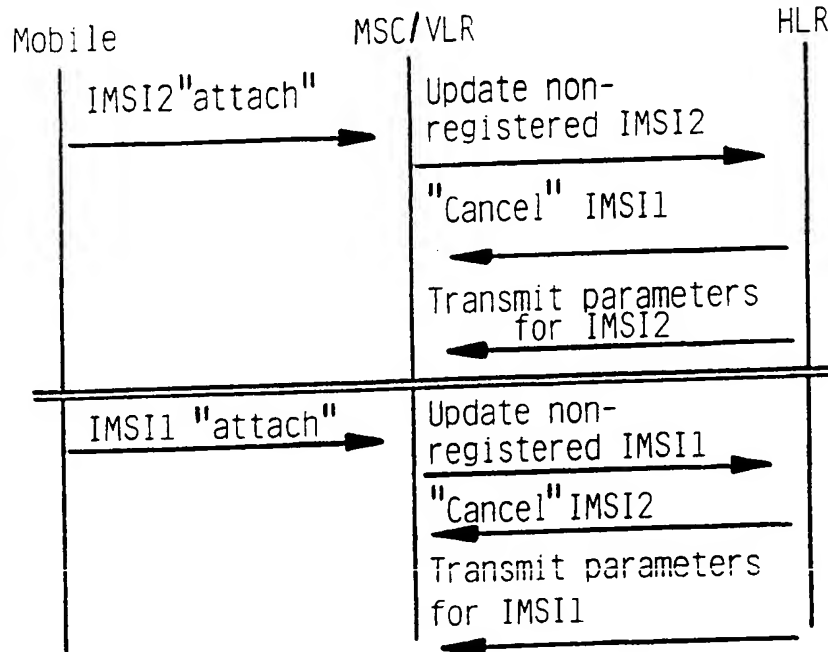 Mobile
MSC/VLR
HLR
IMSI2"attach"
Update non-
registered IMSI2
"Cancel" IMSI1
Transmit parameters
for IMSI2
IMSI1 "attach"
Update non-
registered IMSI1
"Cancel"IMSI2
Transmit parameters
for IMSI1